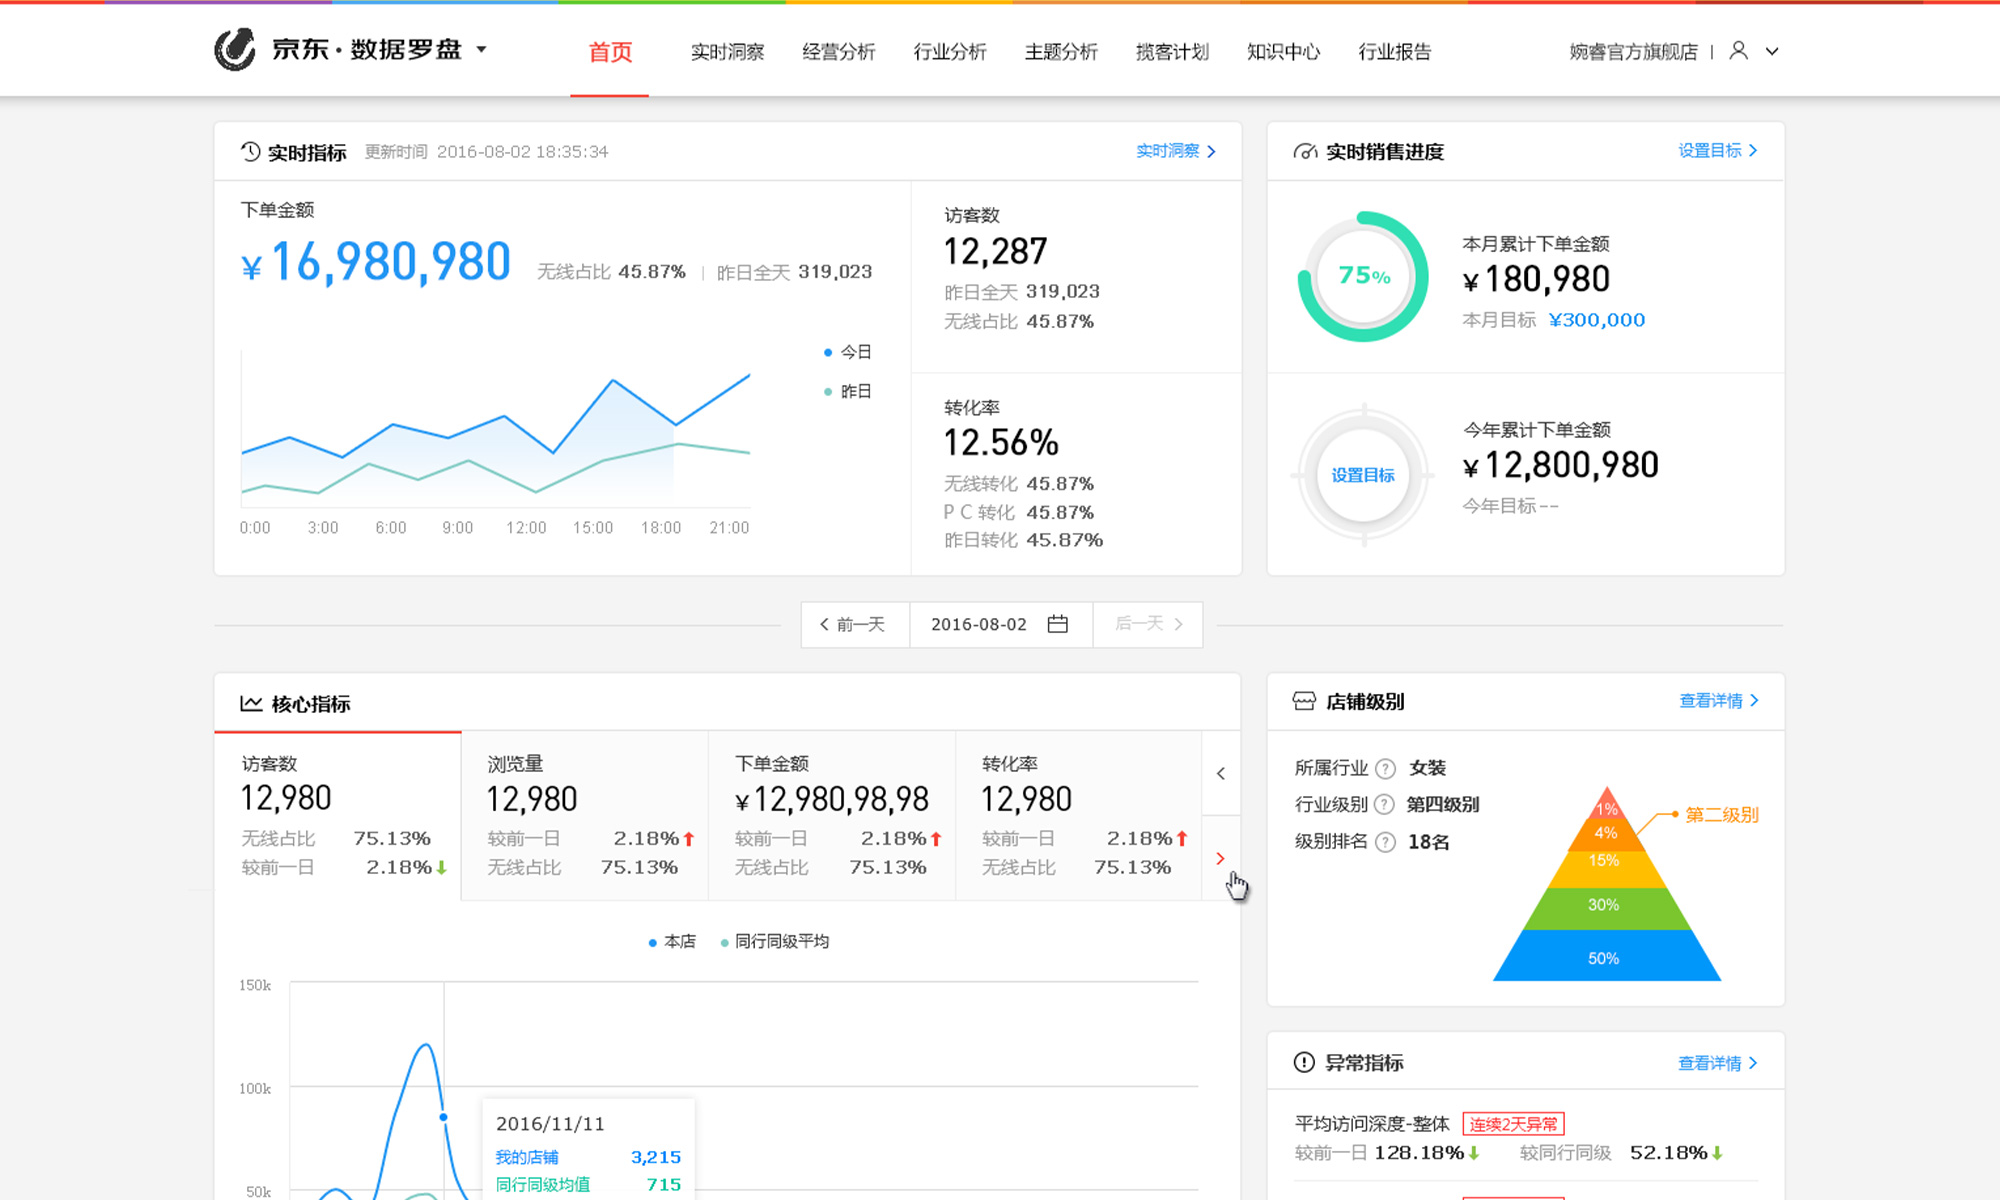 京东·数据罗盘
首页 实时洞察 经营分析 行业分析 主题分析 揽客计划 知识中心 行业报告
婉睿官方旗舰店
实时指标 更新时间 2016-08-02 18:35:34 实时洞察
下单金额
¥ 16,980,980 无线占比 45.87% | 昨日全天 319,023
今日
昨日
0:00 3:00 6:00 9:00 12:00 15:00 18:00 21:00
访客数
12,287
昨日全天 319,023
无线占比 45.87%
转化率
12.56%
无线转化 45.87%
PC转化 45.87%
昨日转化 45.87%
实时销售进度 设置目标
75%
本月累计下单金额
¥180,980
本月目标 ¥300,000
设置目标
今年累计下单金额
¥12,800,980
今年目标--
前一天 2016-08-02 后一天
核心指标
访客数
12,980
无线占比 75.13%
较前一日 2.18%
浏览量
12,980
较前一日 2.18%
无线占比 75.13%
下单金额
¥12,980,98,98
较前一日 2.18%
无线占比 75.13%
转化率
12,980
较前一日 2.18%
无线占比 75.13%
本店 同行同级平均
150k
100k
50k
2016/11/11
我的店铺 3,215
同行同级均值 715
店铺级别 查看详情
所属行业 ? 女装
行业级别 ? 第四级别
级别排名 ? 18名
1%
4%
15%
30%
50%
第二级别
异常指标 查看详情
平均访问深度-整体 连续2天异常
较前一日 128.18% 较同行同级 52.18%